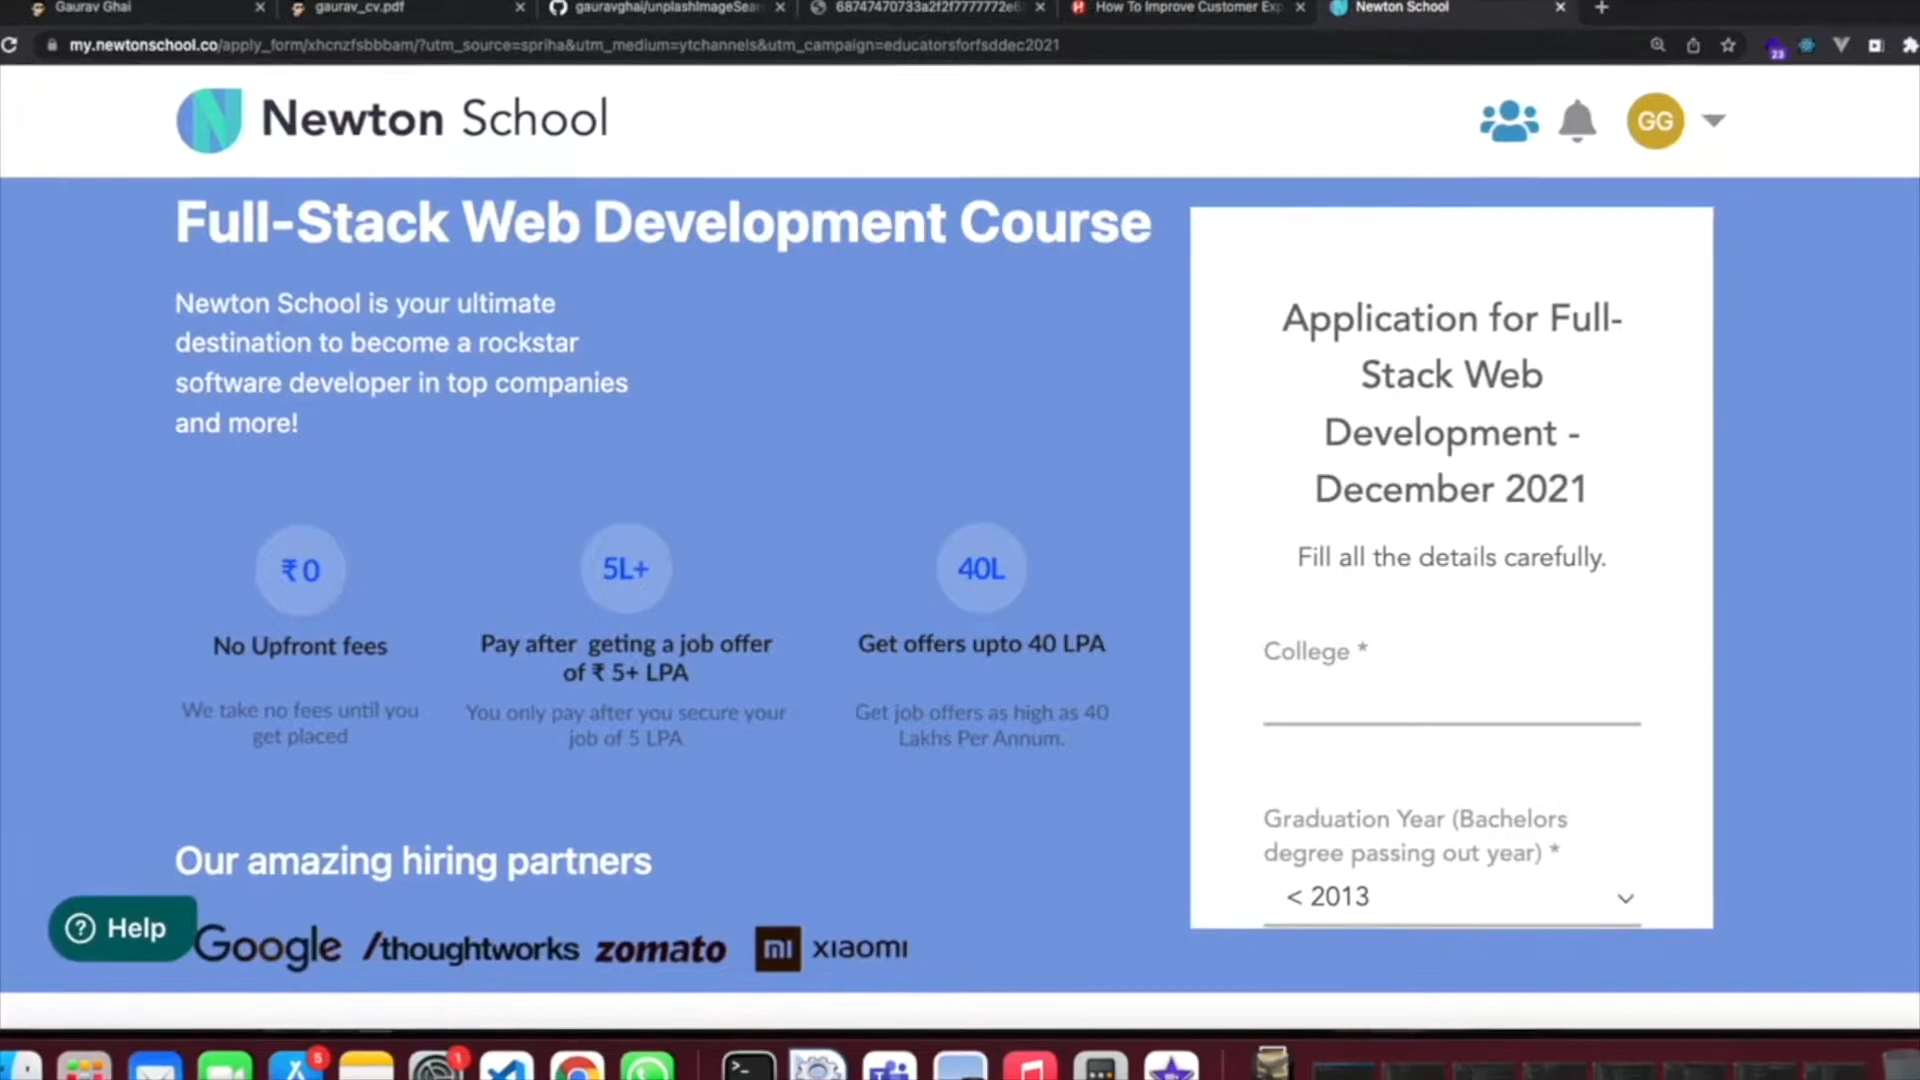 Gaurav Ghai
gaurav_cv.pdf
gauravghai/unplashImageSear
68747470733a2f2f7777772e6
How To Improve Customer Exp
Newton School
my.newtonschool.co/apply_form/xhcnzfsbbbam/?utm_source=spriha&utm_medium=ytchannels&utm_campaign=educatorsforfsddec2021
23
Newton School
GG
Full-Stack Web Development Course
Newton School is your ultimate
destination to become a rockstar
software developer in top companies
and more!
₹0
5L+
40L
No Upfront fees
Pay after geting a job offer
of ₹ 5+ LPA
Get offers upto 40 LPA
We take no fees until you
get placed
You only pay after you secure your
job of 5 LPA
Get job offers as high as 40
Lakhs Per Annum.
Our amazing hiring partners
Help
Google
/thoughtworks
zomato
mi xiaomi
Application for Full-
Stack Web
Development -
December 2021
Fill all the details carefully.
College *
Graduation Year (Bachelors
degree passing out year) *
< 2013
5
1